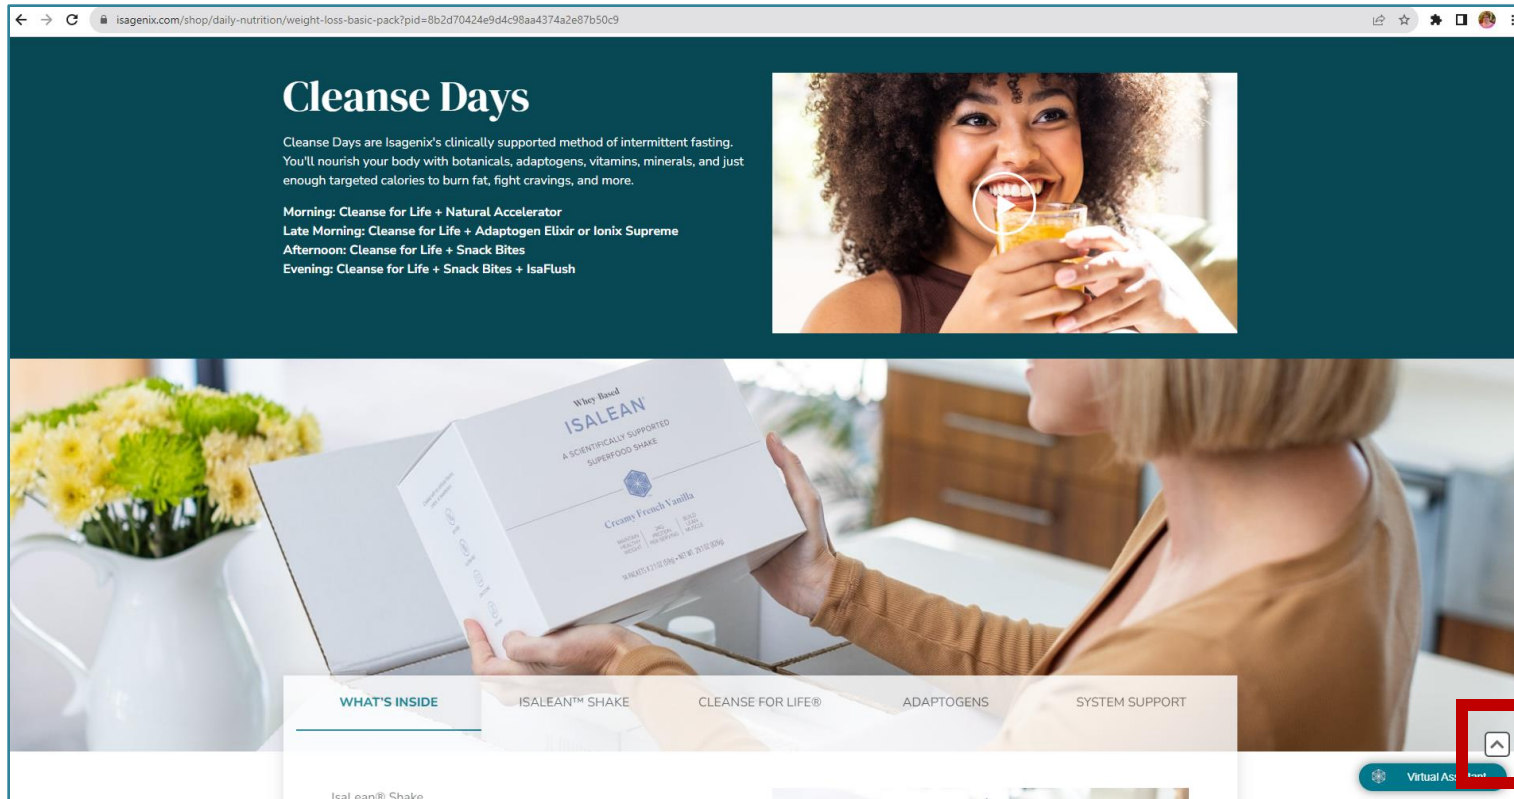 isagenix.com/shop/daily-nutrition/weight-loss-basic-pack?pid=8b2d70424e9d4c98aa4374a2e87b50c9
Cleanse Days
Cleanse Days are Isagenix's clinically supported method of intermittent fasting.
You'll nourish your body with botanicals, adaptogens, vitamins, minerals, and just
enough targeted calories to burn fat, fight cravings, and more.
Morning: Cleanse for Life + Natural Accelerator
Late Morning: Cleanse for Life + Adaptogen Elixir or Ionix Supreme
Afternoon: Cleanse for Life + Snack Bites
Evening: Cleanse for Life + Snack Bites + IsaFlush
Whey Based
ISALEAN
A SCIENTIFICALLY SUPPORTED
SUPERFOOD SHAKE
Creamy French Vanilla
WHAT'S INSIDE
ISALEAN™ SHAKE
CLEANSE FOR LIFE®
ADAPTOGENS
SYSTEM SUPPORT
IsaLean® Shake
Virtual